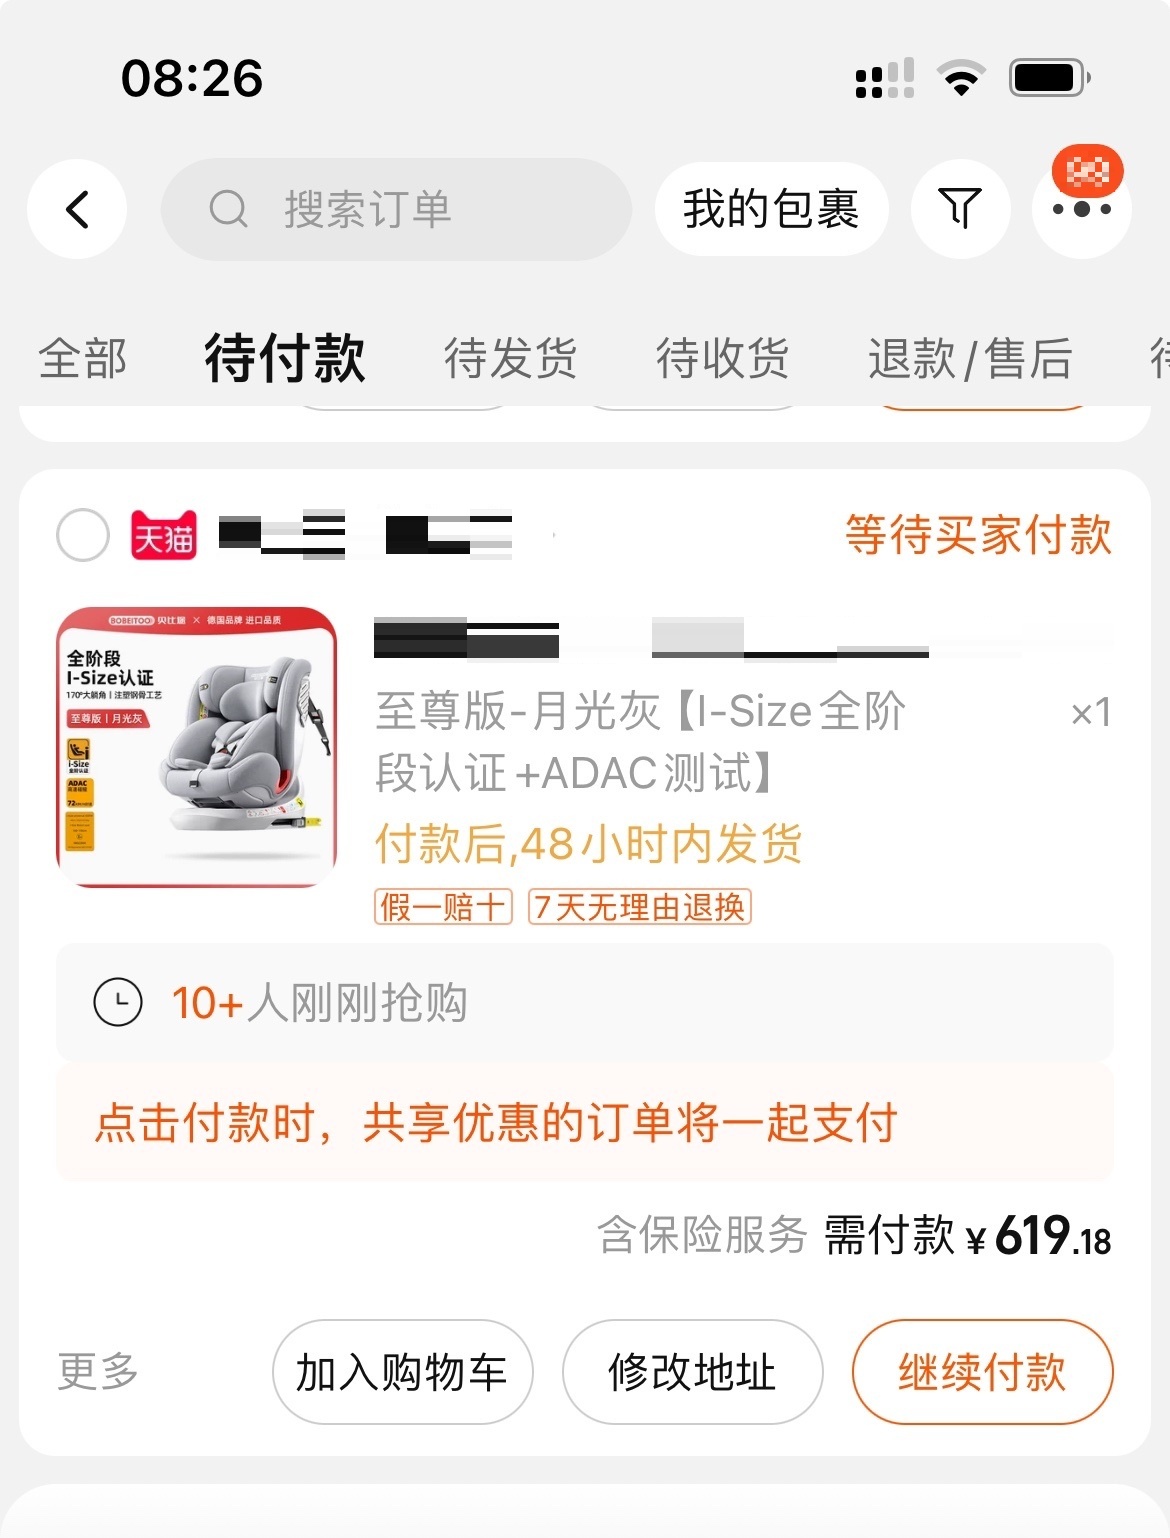 08:26
搜索订单
我的包裹
全部
待付款
待发货
待收货
退款/售后
天猫
等待买家付款
BOBEITOO 贝比堡 × 德国品牌 进口品质
全阶段
I-Size认证
170°大躺角 | 注塑钢骨工艺
至尊版 | 月光灰
i-Size
全阶认证
ADAC
至尊版-月光灰【I-Size全阶
段认证+ADAC测试】
×1
付款后,48小时内发货
假一赔十
7天无理由退换
10+人刚刚抢购
点击付款时，共享优惠的订单将一起支付
含保险服务 需付款 ¥619.18
更多
加入购物车
修改地址
继续付款